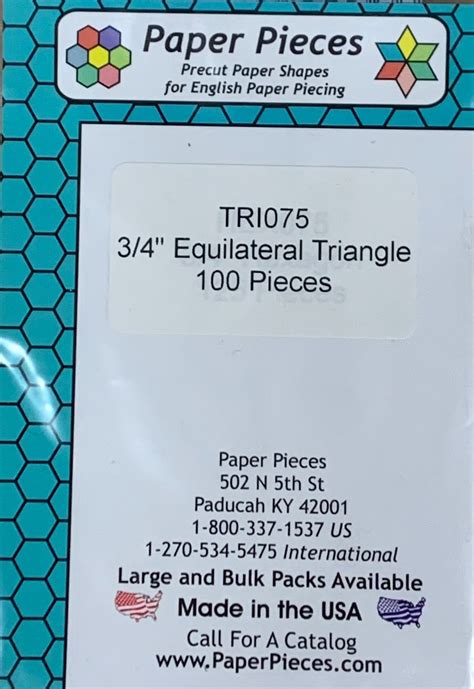 Paper Pieces
Precut Paper Shapes
for English Paper Piecing
TRI075
3/4" Equilateral Triangle
100 Pieces
Paper Pieces
502 N 5th St
Paducah KY 42001
1-800-337-1537 US
1-270-534-5475 International
Large and Bulk Packs Available
Made in the USA
Call For A Catalog
www.PaperPieces.com